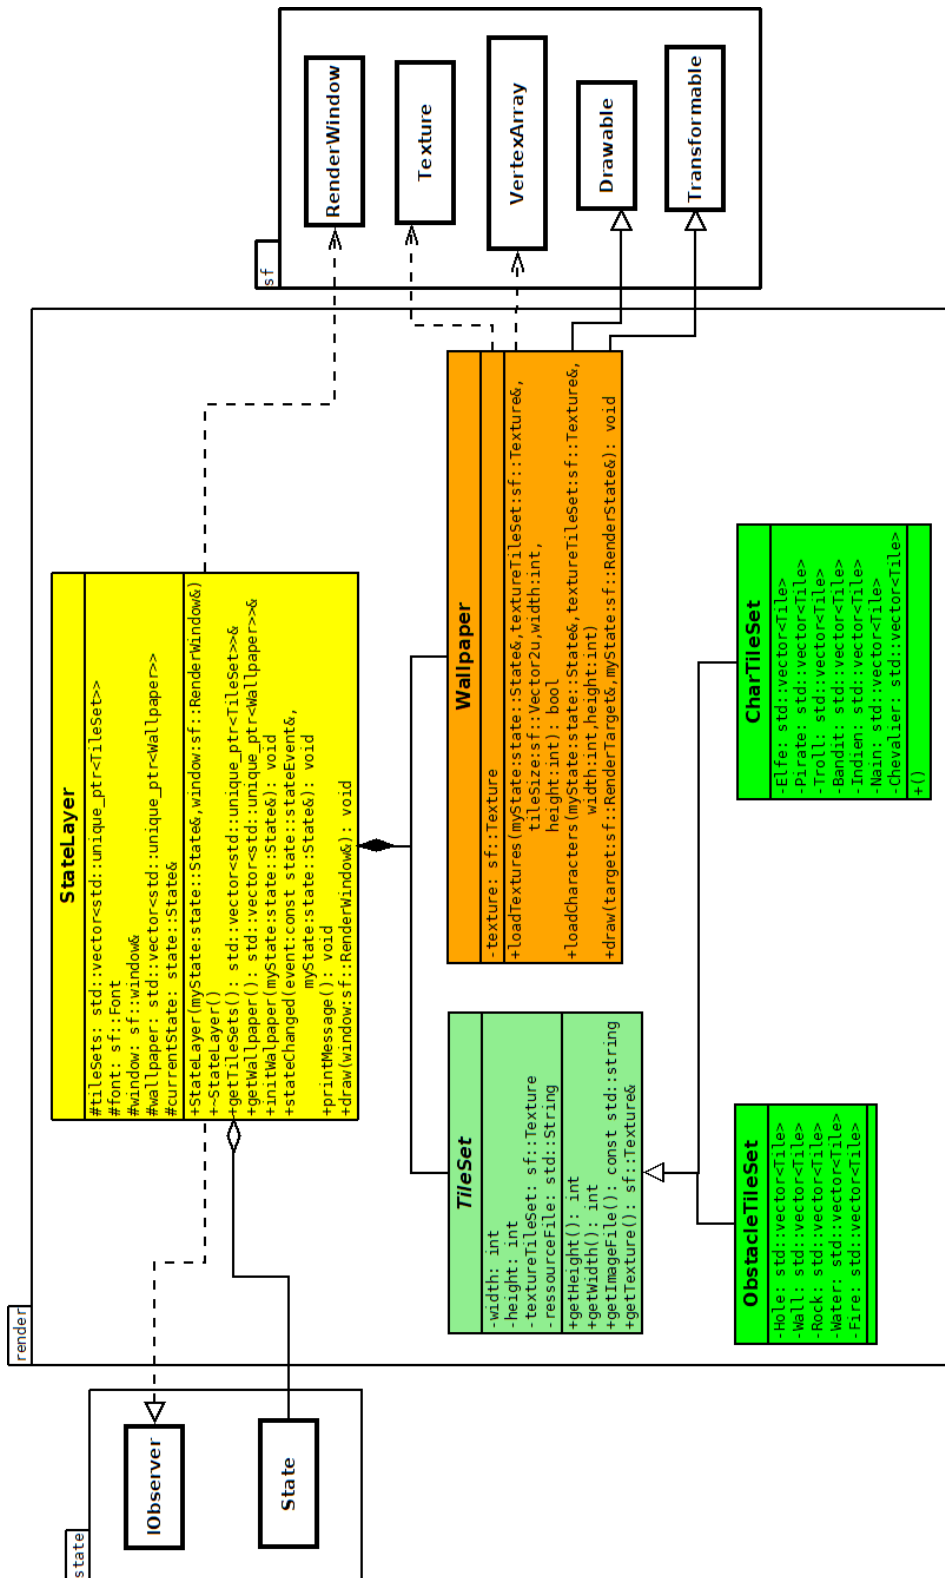 state
IObserver
State
render
StateLayer
#tileSets: std::vector<std::unique_ptr<TileSet>>
#font: sf::Font
#window: sf::window&
#wallpaper: std::vector<std::unique_ptr<Wallpaper>>
#currentState: state::State&
+StateLayer(myState:state::State&,window:sf::RenderWindow&)
+~StateLayer()
+getTileSets(): std::vector<std::unique_ptr<TileSet>>&
+getWallpaper(): std::vector<std::unique_ptr<Wallpaper>>&
+initWalpaper(myState:state::State&): void
+stateChanged(event:const state::stateEvent&,
myState:state::State&): void
+printMessage(): void
+draw(window:sf::RenderWindow&): void
TileSet
-width: int
-height: int
-textureTileSet: sf::Texture
-ressourceFile: std::String
+getHeight(): int
+getWidth(): int
+getImageFile(): const std::string
+getTexture(): sf::Texture&
Wallpaper
-texture: sf::Texture
+loadTextures(myState:state::State&,textureTileSet:sf::Texture&,
tileSize:sf::Vector2u,width:int,
height:int): bool
+loadCharacters(myState:state::State&,textureTileSet:sf::Texture&,
width:int,height:int)
+draw(target:sf::RenderTarget&,myState:sf::RenderState&): void
ObstacleTileSet
-Hole: std::vector<Tile>
-Wall: std::vector<Tile>
-Rock: std::vector<Tile>
-Water: std::vector<Tile>
-Fire: std::vector<Tile>
CharTileSet
-Elfe: std::vector<Tile>
-Pirate: std::vector<Tile>
-Troll: std::vector<Tile>
-Bandit: std::vector<Tile>
-Indien: std::vector<Tile>
-Nain: std::vector<Tile>
-Chevalier: std::vector<Tile>
+()
sf
RenderWindow
Texture
VertexArray
Drawable
Transformable